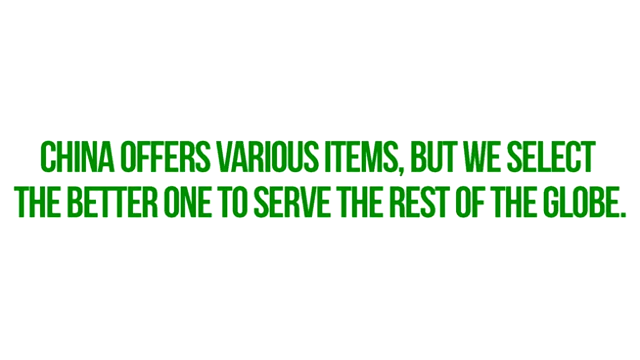 CHINA OFFERS VARIOUS ITEMS, BUT WE SELECT
THE BETTER ONE TO SERVE THE REST OF THE GLOBE.